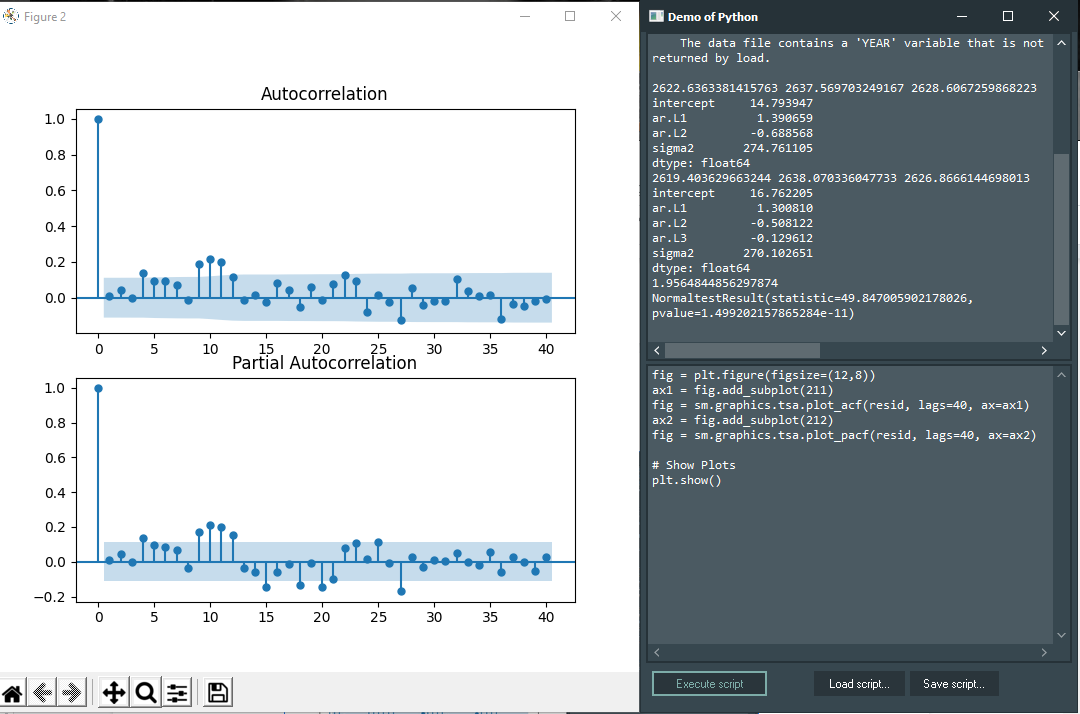 Figure 2
Autocorrelation
1.0
0.8
0.6
0.4
0.2
0.0
0 5 10 15 20 25 30 35 40
Partial Autocorrelation
1.0
0.8
0.6
0.4
0.2
0.0
−0.2
0 5 10 15 20 25 30 35 40
Demo of Python
The data file contains a 'YEAR' variable that is not
returned by load.
2622.6363381415763 2637.569703249167 2628.6067259868223
intercept 14.793947
ar.L1 1.390659
ar.L2 -0.688568
sigma2 274.761105
dtype: float64
2619.403629663244 2638.070336047733 2626.8666144698013
intercept 16.762205
ar.L1 1.300810
ar.L2 -0.508122
ar.L3 -0.129612
sigma2 270.102651
dtype: float64
1.9564844856297874
NormaltestResult(statistic=49.847005902178026,
pvalue=1.499202157865284e-11)
fig = plt.figure(figsize=(12,8))
ax1 = fig.add_subplot(211)
fig = sm.graphics.tsa.plot_acf(resid, lags=40, ax=ax1)
ax2 = fig.add_subplot(212)
fig = sm.graphics.tsa.plot_pacf(resid, lags=40, ax=ax2)
# Show Plots
plt.show()
Execute script
Load script...
Save script...